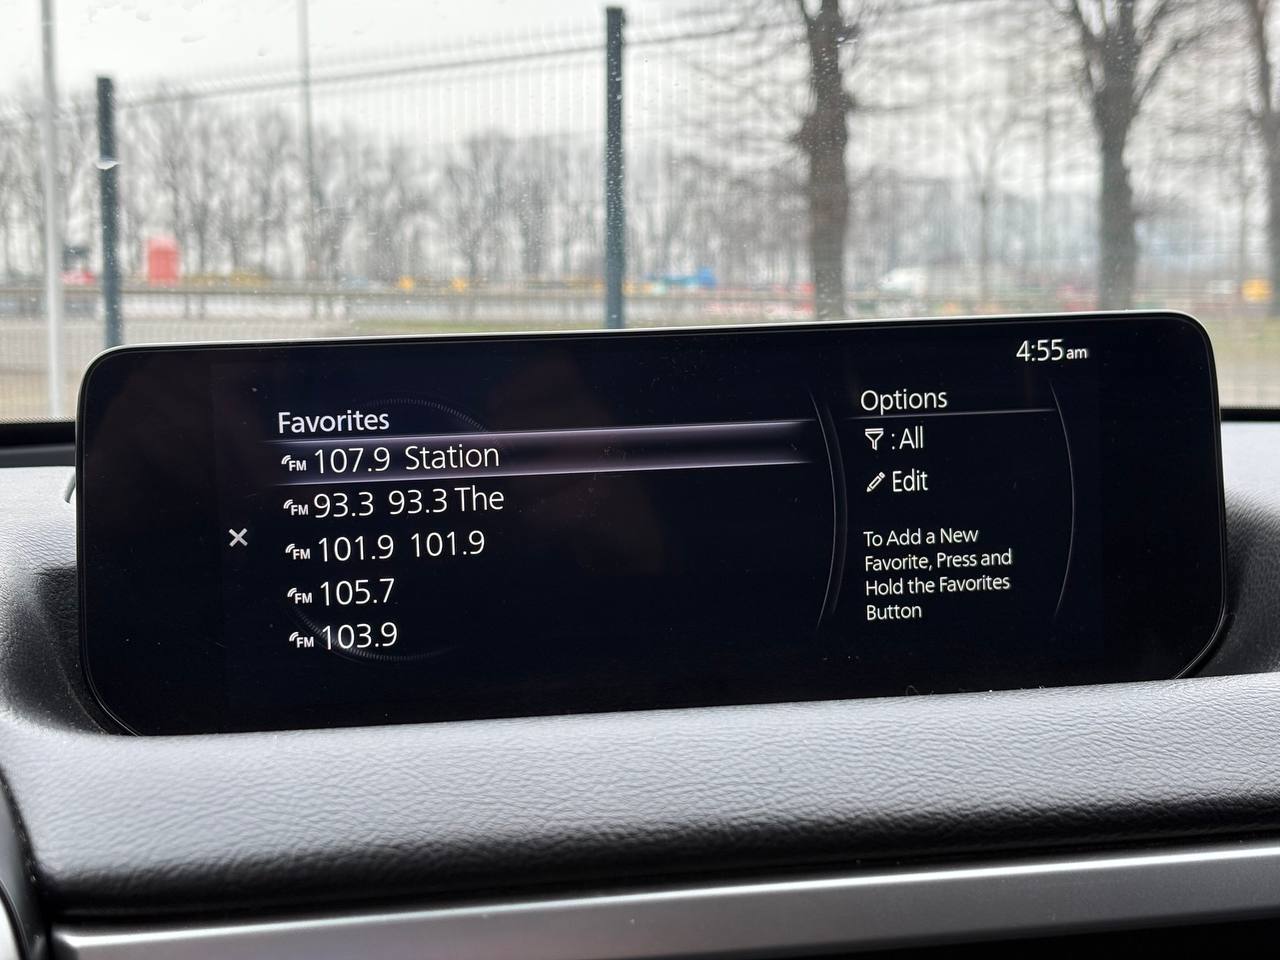 4:55am
Favorites
FM 107.9 Station
FM 93.3 93.3 The
FM 101.9 101.9
FM 105.7
FM 103.9
Options
: All
Edit
To Add a New
Favorite, Press and
Hold the Favorites
Button